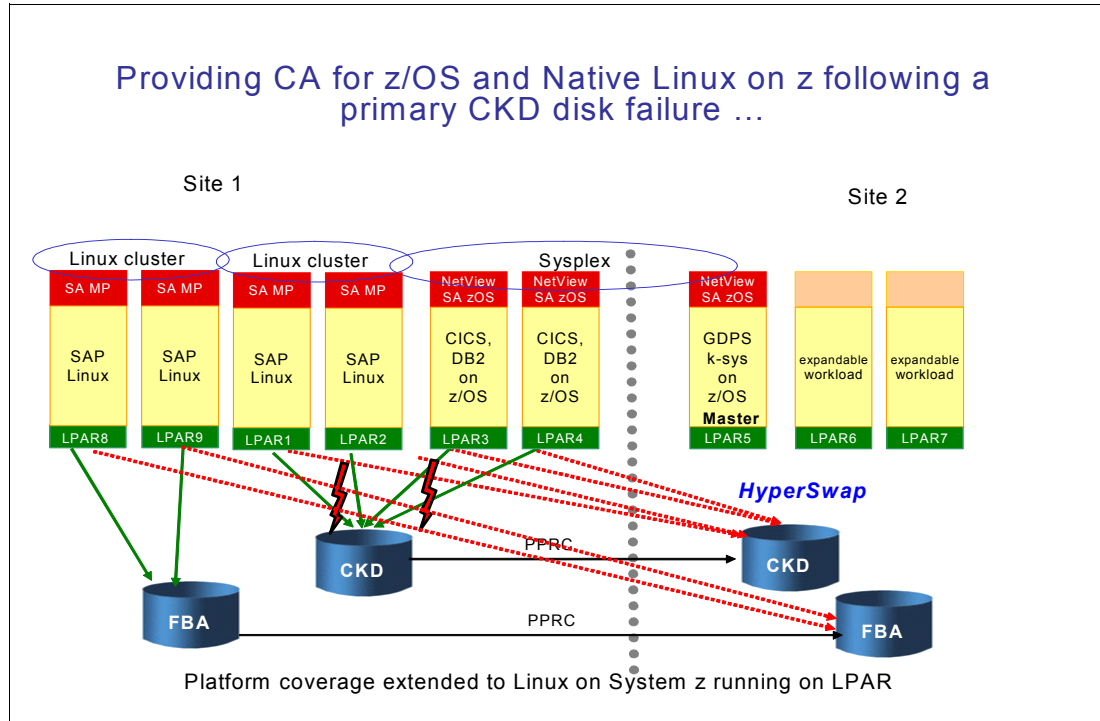 Providing CA for z/OS and Native Linux on z following a
primary CKD disk failure ...
Site 1
Site 2
Linux cluster
Linux cluster
Sysplex
SA MP
SA MP
SA MP
SA MP
NetView
SA zOS
NetView
SA zOS
NetView
SA zOS
SAP
Linux
SAP
Linux
SAP
Linux
SAP
Linux
CICS,
DB2
on
z/OS
CICS,
DB2
on
z/OS
GDPS
k-sys
on
z/OS
Master
expandable
workload
expandable
workload
LPAR8
LPAR9
LPAR1
LPAR2
LPAR3
LPAR4
LPAR5
LPAR6
LPAR7
HyperSwap
PPRC
CKD
CKD
FBA
PPRC
FBA
Platform coverage extended to Linux on System z running on LPAR